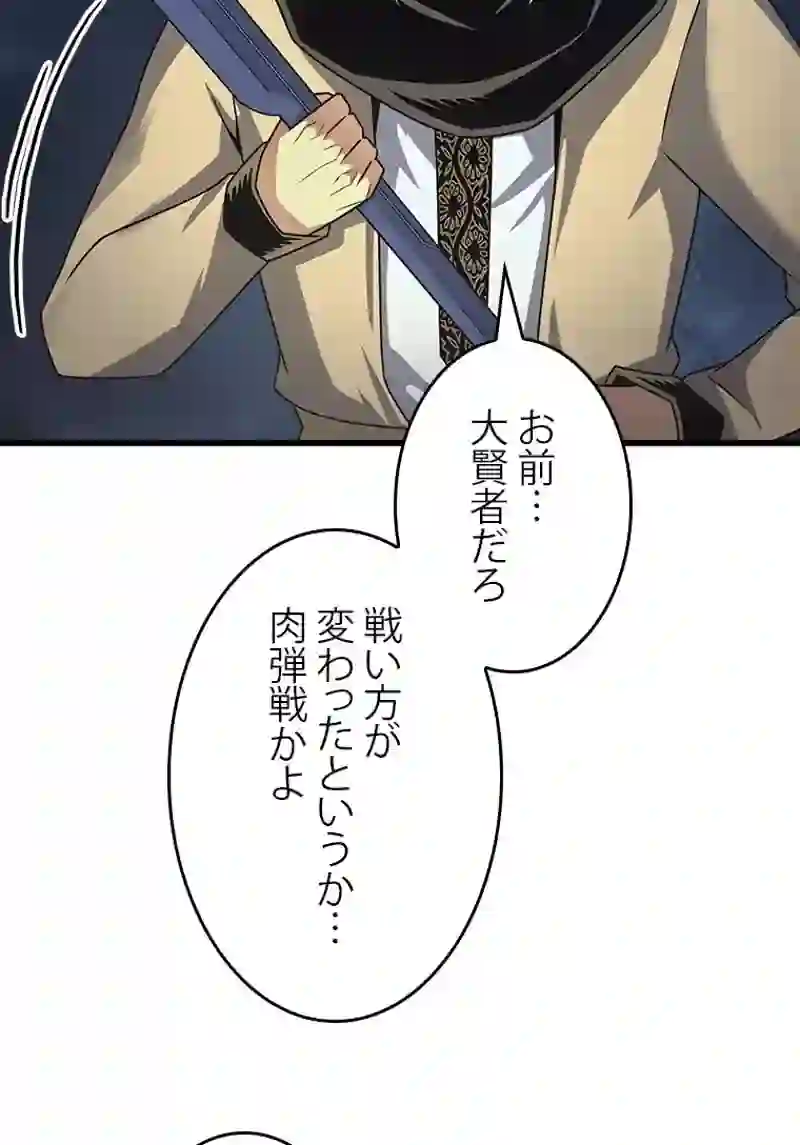 お前…
大賢者だろ
戦い方が
変わったというか…
肉弾戦かよ